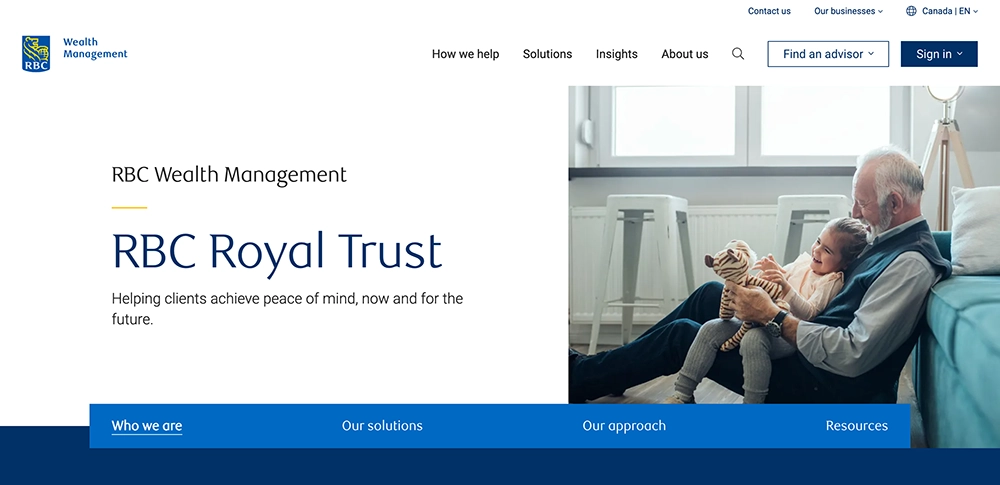 Contact us
Our businesses
Canada | EN
RBC
Wealth
Management
How we help
Solutions
Insights
About us
Find an advisor
Sign in
RBC Wealth Management
RBC Royal Trust
Helping clients achieve peace of mind, now and for the
future.
Who we are
Our solutions
Our approach
Resources